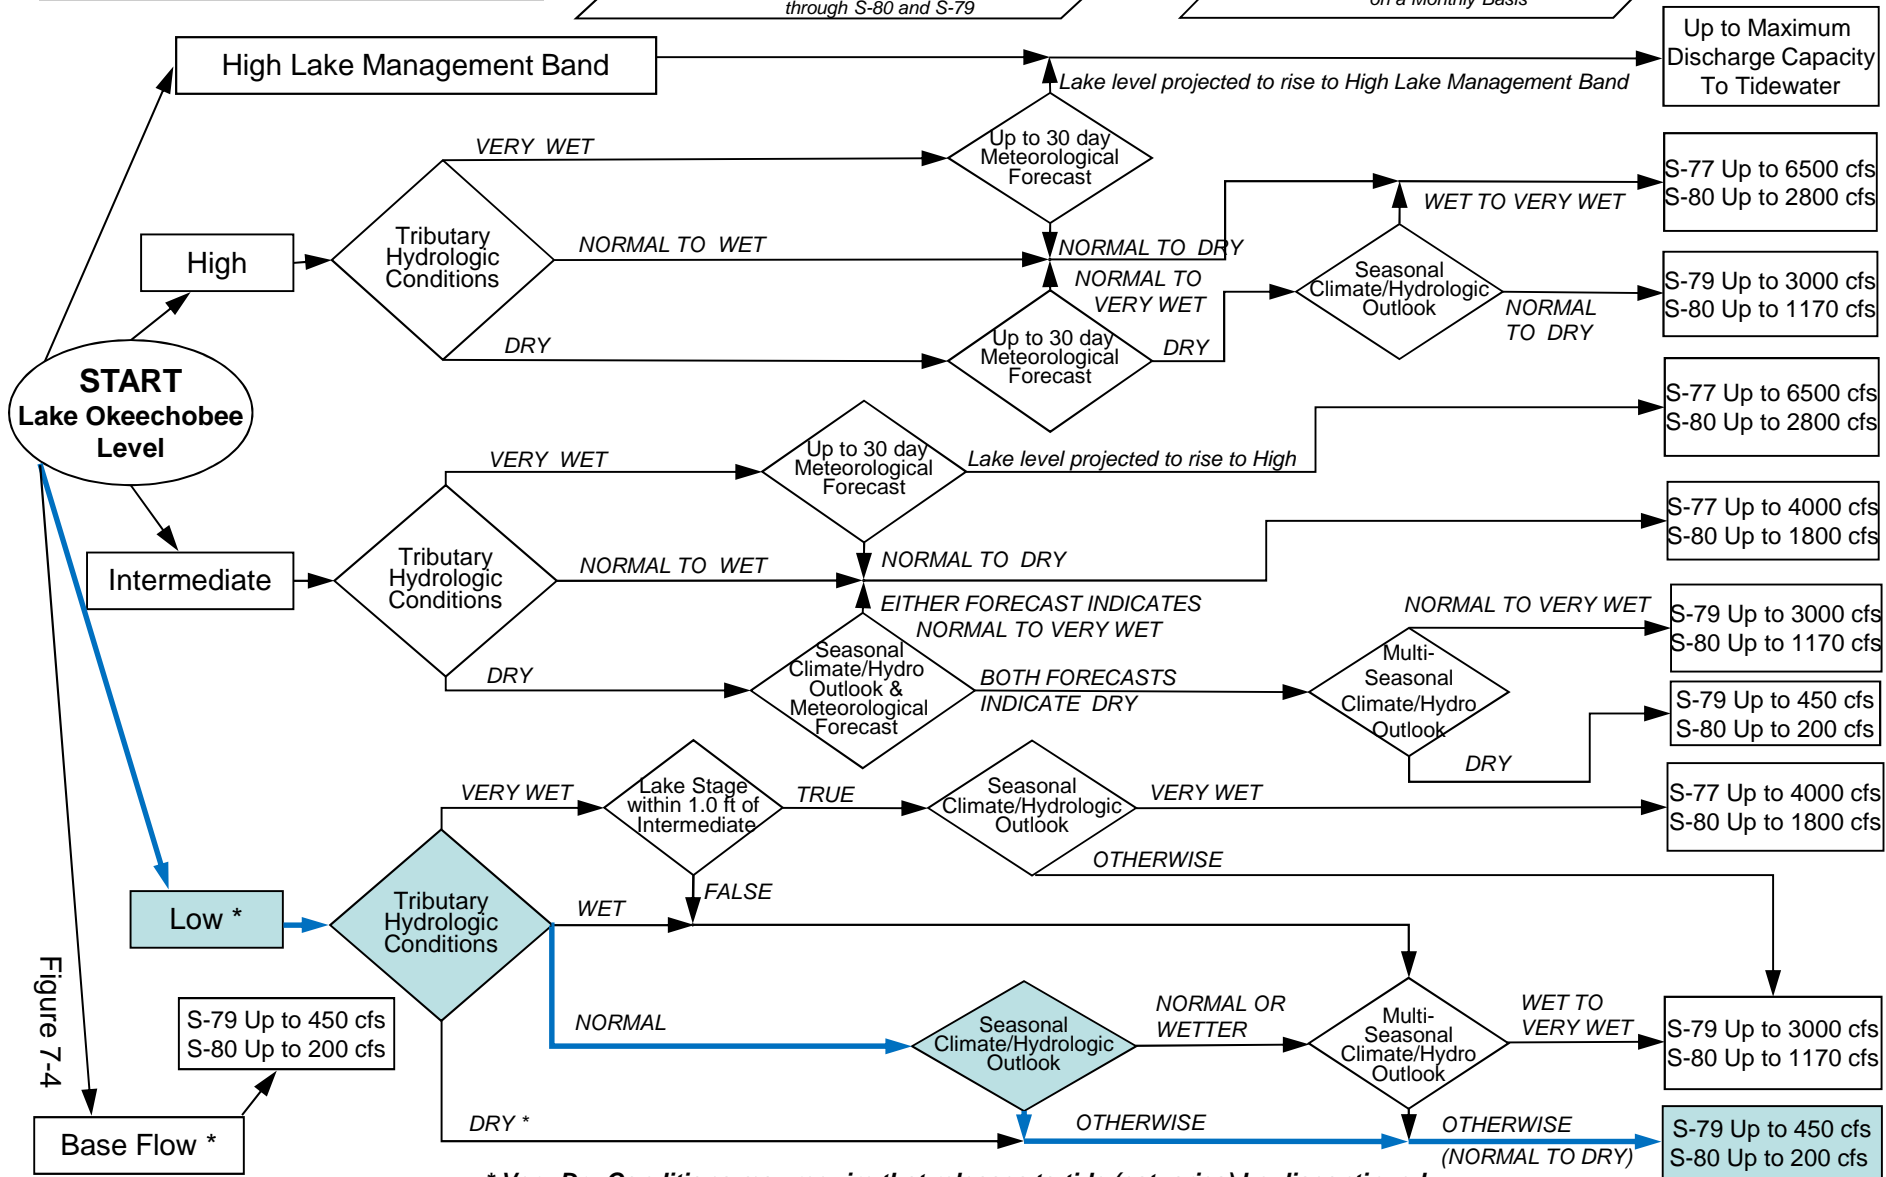 through S-80 and S-79
on a Monthly Basis
Up to Maximum
Discharge Capacity
To Tidewater
High Lake Management Band
Lake level projected to rise to High Lake Management Band
VERY WET
Up to 30 day
Meteorological
Forecast
S-77 Up to 6500 cfs
S-80 Up to 2800 cfs
WET TO VERY WET
Tributary
Hydrologic
Conditions
High
NORMAL TO WET
NORMAL TO DRY
NORMAL TO
VERY WET
Seasonal
Climate/Hydrologic
Outlook
NORMAL
TO DRY
S-79 Up to 3000 cfs
S-80 Up to 1170 cfs
DRY
Up to 30 day
Meteorological
Forecast
DRY
START
Lake Okeechobee
Level
S-77 Up to 6500 cfs
S-80 Up to 2800 cfs
VERY WET
Up to 30 day
Meteorological
Forecast
Lake level projected to rise to High
S-77 Up to 4000 cfs
S-80 Up to 1800 cfs
Intermediate
Tributary
Hydrologic
Conditions
NORMAL TO WET
NORMAL TO DRY
EITHER FORECAST INDICATES
NORMAL TO VERY WET
NORMAL TO VERY WET
S-79 Up to 3000 cfs
S-80 Up to 1170 cfs
DRY
Seasonal
Climate/Hydro
Outlook &
Meteorological
Forecast
BOTH FORECASTS
INDICATE DRY
Multi-
Seasonal
Climate/Hydro
Outlook
DRY
S-79 Up to 450 cfs
S-80 Up to 200 cfs
VERY WET
Lake Stage
within 1.0 ft of
Intermediate
TRUE
Seasonal
Climate/Hydrologic
Outlook
VERY WET
S-77 Up to 4000 cfs
S-80 Up to 1800 cfs
OTHERWISE
FALSE
Low *
Tributary
Hydrologic
Conditions
WET
NORMAL
Seasonal
Climate/Hydrologic
Outlook
NORMAL OR
WETTER
Multi-
Seasonal
Climate/Hydro
Outlook
WET TO
VERY WET
S-79 Up to 3000 cfs
S-80 Up to 1170 cfs
Figure 7-4
S-79 Up to 450 cfs
S-80 Up to 200 cfs
Base Flow *
DRY *
OTHERWISE
OTHERWISE
(NORMAL TO DRY)
S-79 Up to 450 cfs
S-80 Up to 200 cfs